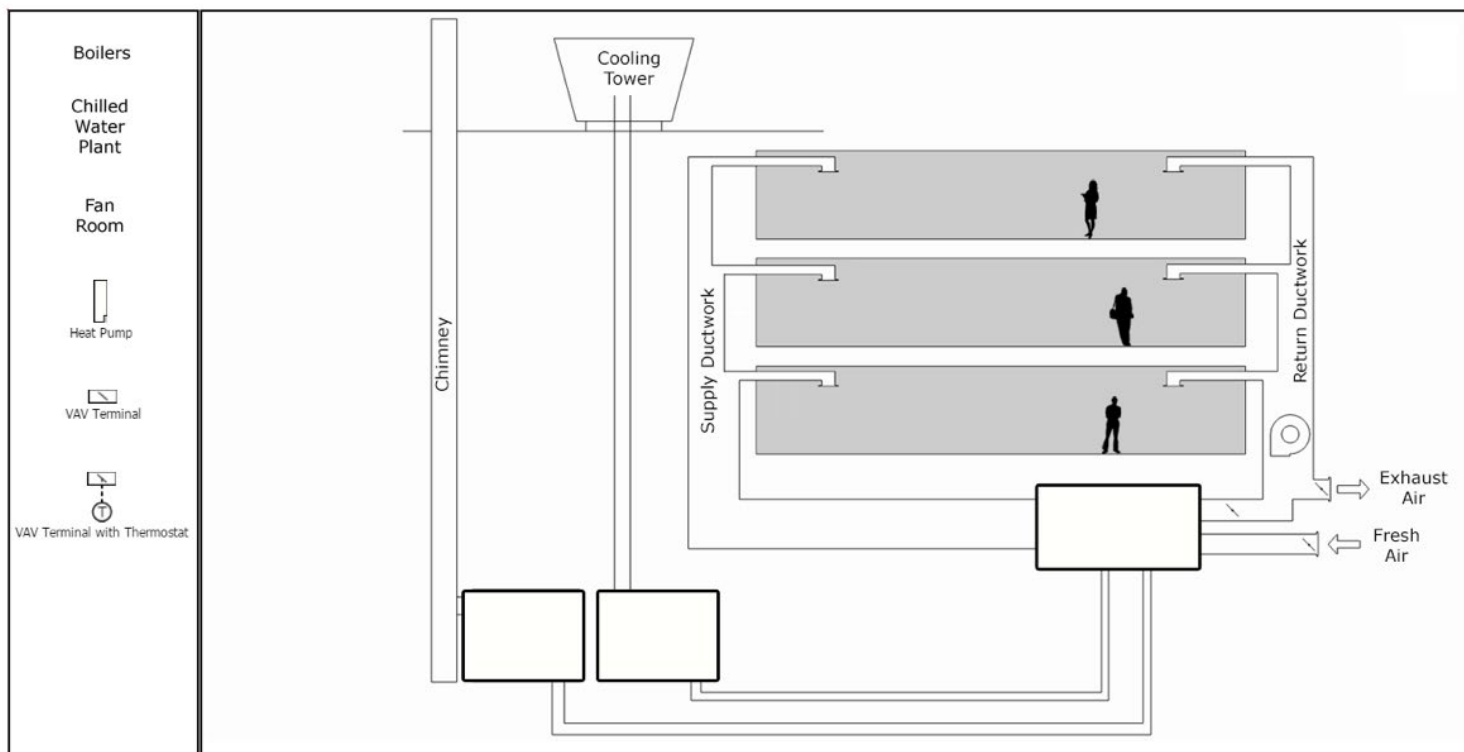 Boilers
Chilled
Water
Plant
Fan
Room
Heat Pump
VAV Terminal
T
VAV Terminal with Thermostat
Cooling
Tower
Chimney
Supply Ductwork
Return Ductwork
Exhaust
Air
Fresh
Air